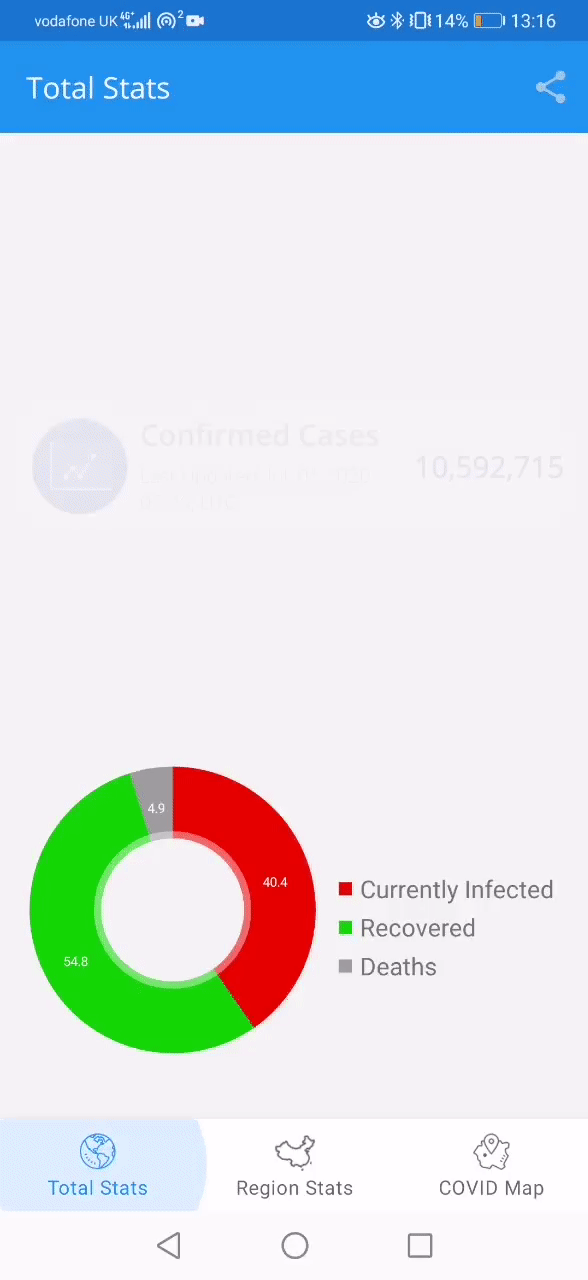 vodafone UK 4G+ 2 14% 13:16
Total Stats
Confirmed Cases
10,592,715
4.9
40.4
54.8
Currently Infected
Recovered
Deaths
Total Stats
Region Stats
COVID Map